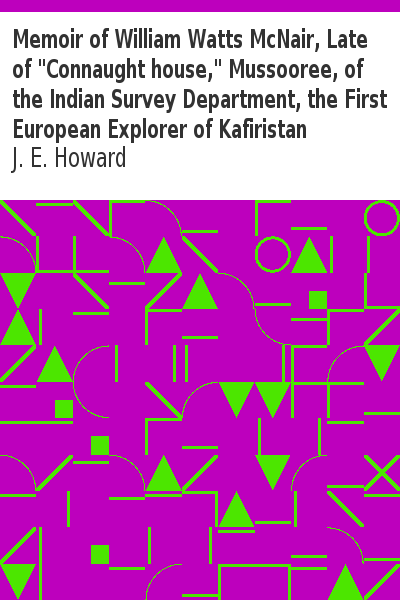 Memoir of William Watts McNair, Late
of "Connaught house," Mussooree, of
the Indian Survey Department, the First
European Explorer of Kafiristan
J. E. Howard